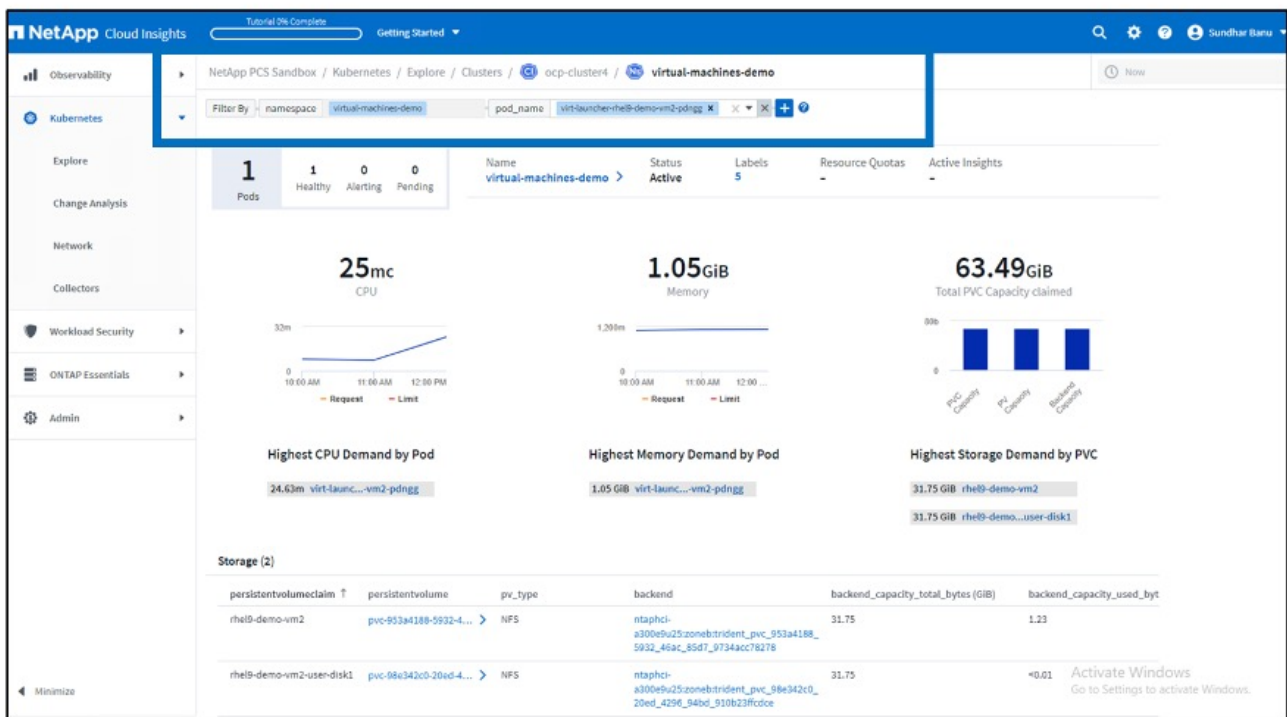 NetApp Cloud Insights
Tutorial 0% Complete
Getting Started
Sundhar Banu
Observability
Kubernetes
Explore
Change Analysis
Network
Collectors
Workload Security
ONTAP Essentials
Admin
Minimize
NetApp PCS Sandbox / Kubernetes / Explore / Clusters / CI ocp-cluster4 / NS virtual-machines-demo
Now
Filter By namespace virtual-machines-demo pod_name virt-launcher-rhel9-demo-vm2-pdngg x
1
Pods
1 0 0
Healthy Alerting Pending
Name Status Labels Resource Quotas Active Insights
virtual-machines-demo > Active 5 - -
25mc
CPU
32m
0
10:00 AM 11:00 AM 12:00 PM
Request Limit
1.05GiB
Memory
1,200m
0
10:00 AM 11:00 AM 12:00 ...
Request Limit
63.49GiB
Total PVC Capacity claimed
80b
0
PVC Capacity
PV Capacity
Backend Capacity
Highest CPU Demand by Pod
24.63m virt-launc...-vm2-pdngg
Highest Memory Demand by Pod
1.05 GiB virt-launc...-vm2-pdngg
Highest Storage Demand by PVC
31.75 GiB rhel9-demo-vm2
31.75 GiB rhel9-demo...user-disk1
Storage (2)
persistentvolumeclaim ↑ persistentvolume pv_type backend backend_capacity_total_bytes (GiB) backend_capacity_used_byt
rhel9-demo-vm2 pvc-953a4188-5932-4... > NFS ntaphci- 31.75 1.23
a300e9u25:zoneb:trident_pvc_953a4188_
5932_46ac_85d7_9734acc78278
rhel9-demo-vm2-user-disk1 pvc-98e342c0-20ed-4... > NFS ntaphci- 31.75 <0.01
a300e9u25:zoneb:trident_pvc_98e342c0_
20ed_4296_94bd_910b23ffcdce
Activate Windows
Go to Settings to activate Windows.